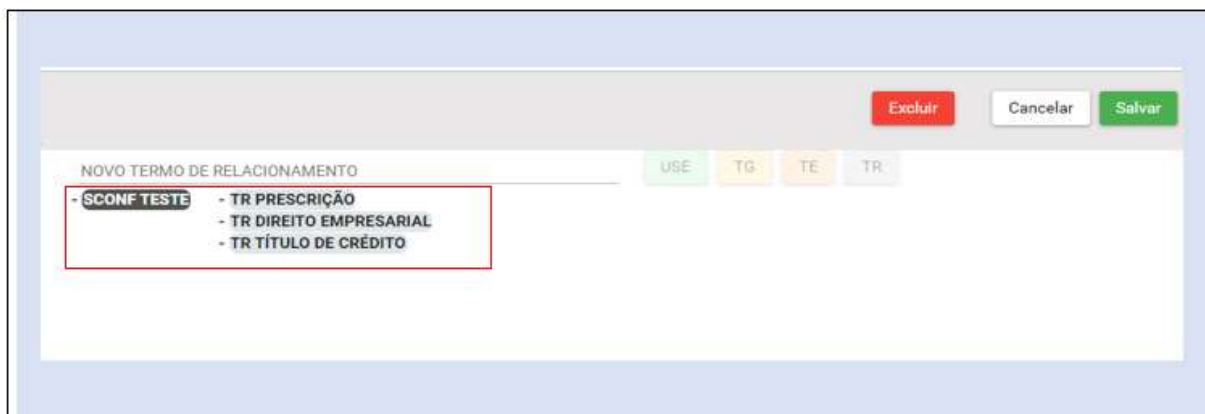 Excluir Cancelar Salvar
NOVO TERMO DE RELACIONAMENTO USE TG TE TR
- SCONF TESTE - TR PRESCRIÇÃO
- TR DIREITO EMPRESARIAL
- TR TÍTULO DE CRÉDITO